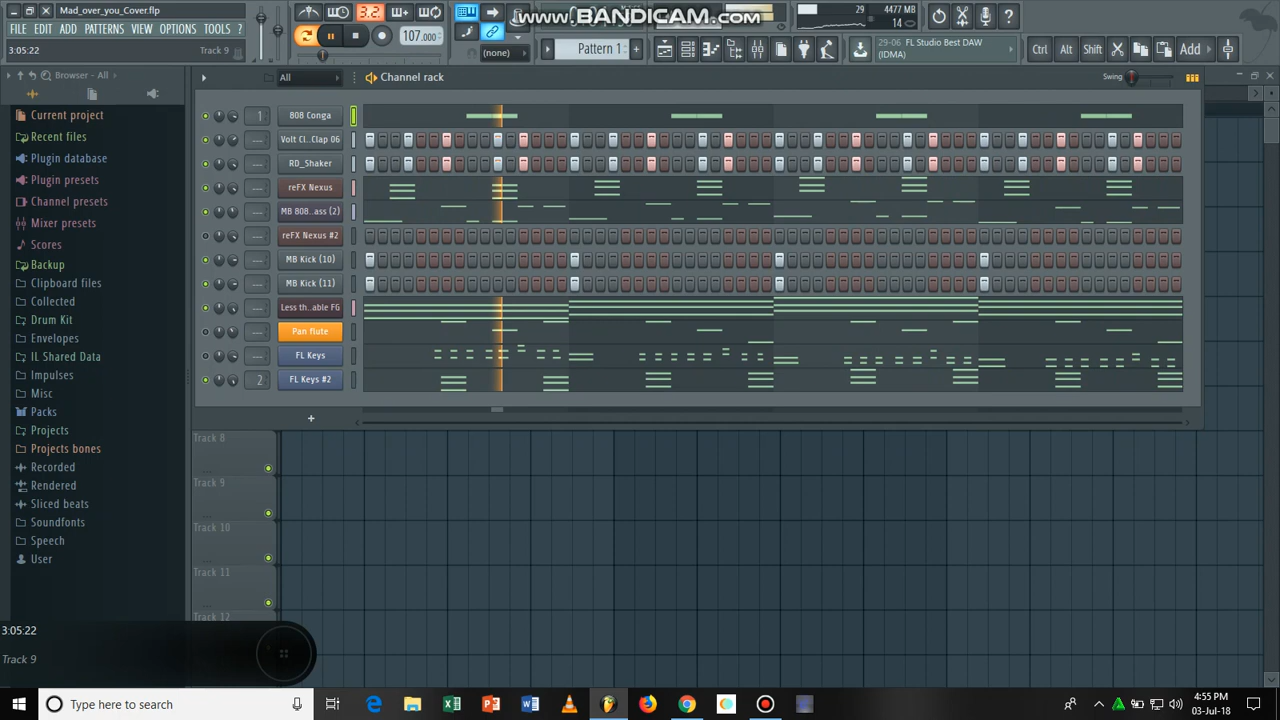 Mad_over_you_Cover.flp
FILE EDIT ADD PATTERNS VIEW OPTIONS TOOLS ?
3:05:22 Track 9
3.2
107.000
(none)
Pattern 1
www.BANDICAM.com
29
4477 MB
14
29-06 FL Studio Best DAW
(IDMA)
Ctrl Alt Shift Add
Browser - All
All
Channel rack
Swing
Current project
Recent files
Plugin database
Plugin presets
Channel presets
Mixer presets
Scores
Backup
Clipboard files
Collected
Drum Kit
Envelopes
IL Shared Data
Impulses
Misc
Packs
Projects
Projects bones
Recorded
Rendered
Sliced beats
Soundfonts
Speech
User
1 808 Conga
Volt Cl..Clap 06
RD_Shaker
reFX Nexus
MB 808..ass (2)
reFX Nexus #2
MB Kick (10)
MB Kick (11)
Less th..able FG
Pan flute
FL Keys
2 FL Keys #2
+
Track 8
Track 9
Track 10
Track 11
Track 12
3:05:22
Track 9
Type here to search
4:55 PM
03-Jul-18